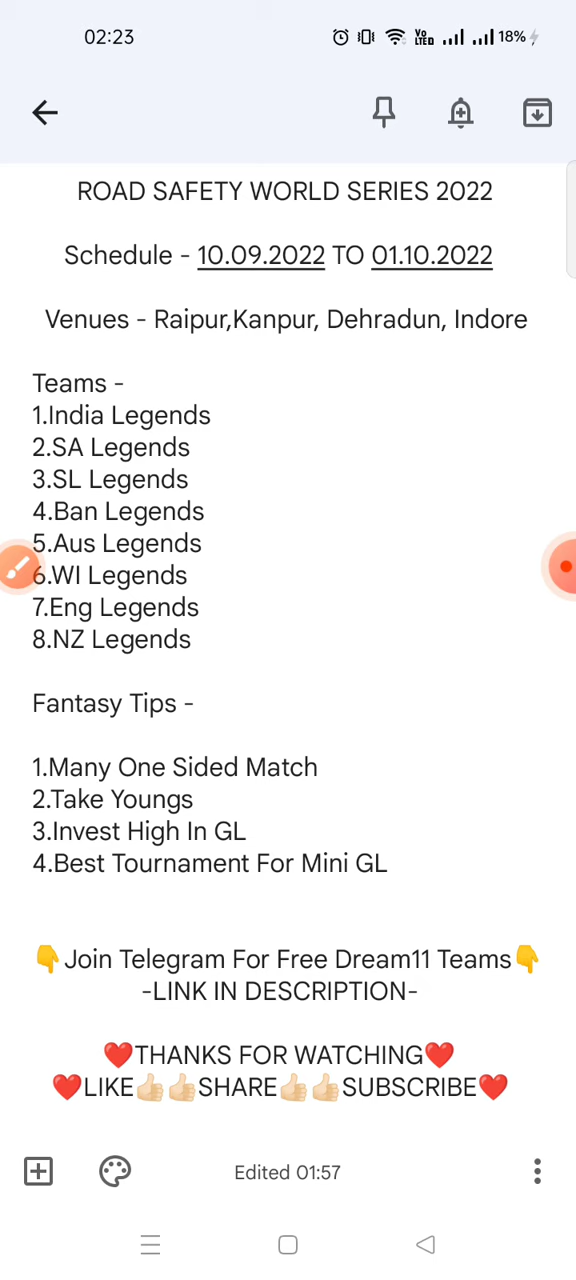 02:23
Vo
LTED
18%
ROAD SAFETY WORLD SERIES 2022
Schedule - 10.09.2022 TO 01.10.2022
Venues - Raipur,Kanpur, Dehradun, Indore
Teams -
1.India Legends
2.SA Legends
3.SL Legends
4.Ban Legends
5.Aus Legends
6.WI Legends
7.Eng Legends
8.NZ Legends
Fantasy Tips -
1.Many One Sided Match
2.Take Youngs
3.Invest High In GL
4.Best Tournament For Mini GL
👇Join Telegram For Free Dream11 Teams👇
-LINK IN DESCRIPTION-
❤️THANKS FOR WATCHING❤️
❤️LIKE👍🏻👍🏻SHARE👍🏻👍🏻SUBSCRIBE❤️
Edited 01:57